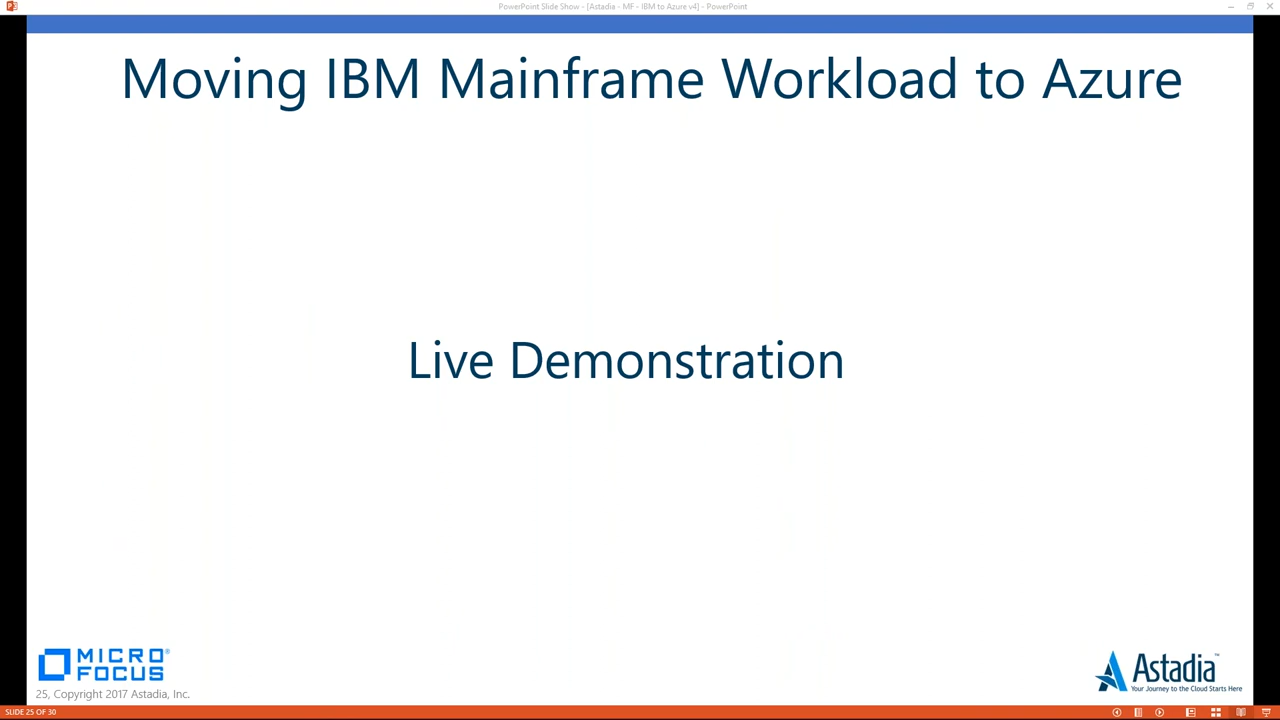 PowerPoint Slide Show - [Astadia - MF - IBM to Azure v4] - PowerPoint
Moving IBM Mainframe Workload to Azure
Live Demonstration
MICRO
FOCUS®
25, Copyright 2017 Astadia, Inc.
Astadia™
Your Journey to the Cloud Starts Here
SLIDE 25 OF 30